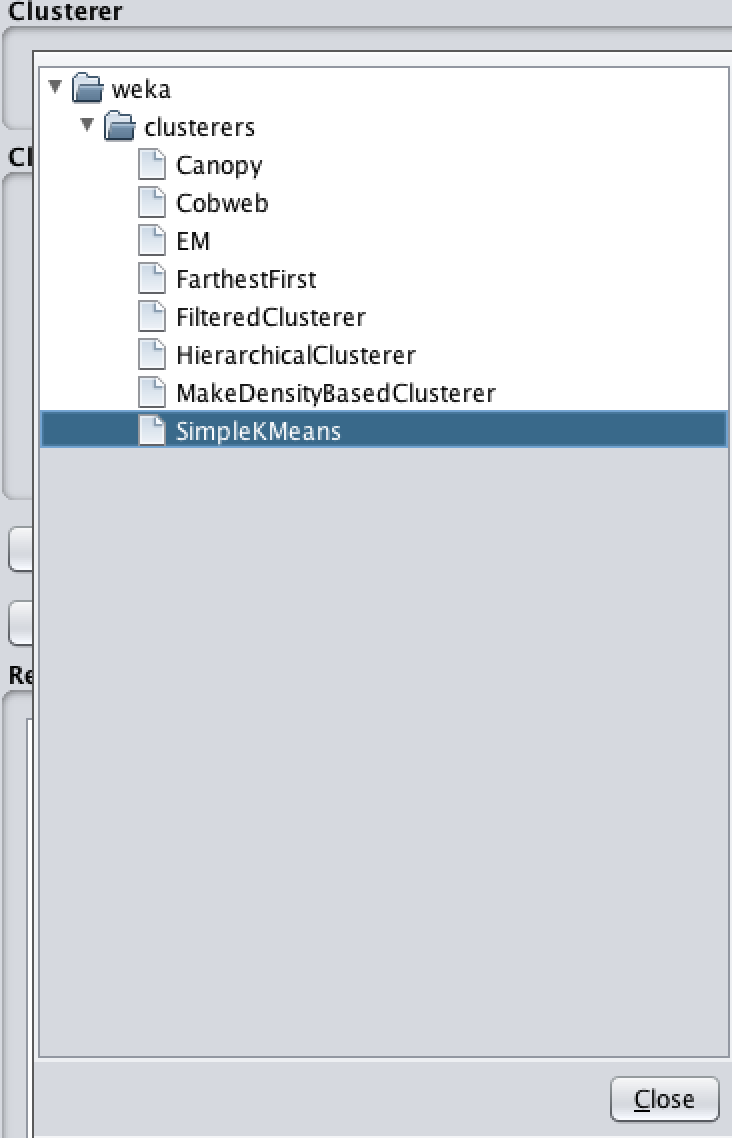 Clusterer
weka
clusterers
Canopy
Cobweb
EM
FarthestFirst
FilteredClusterer
HierarchicalClusterer
MakeDensityBasedClusterer
SimpleKMeans
Close